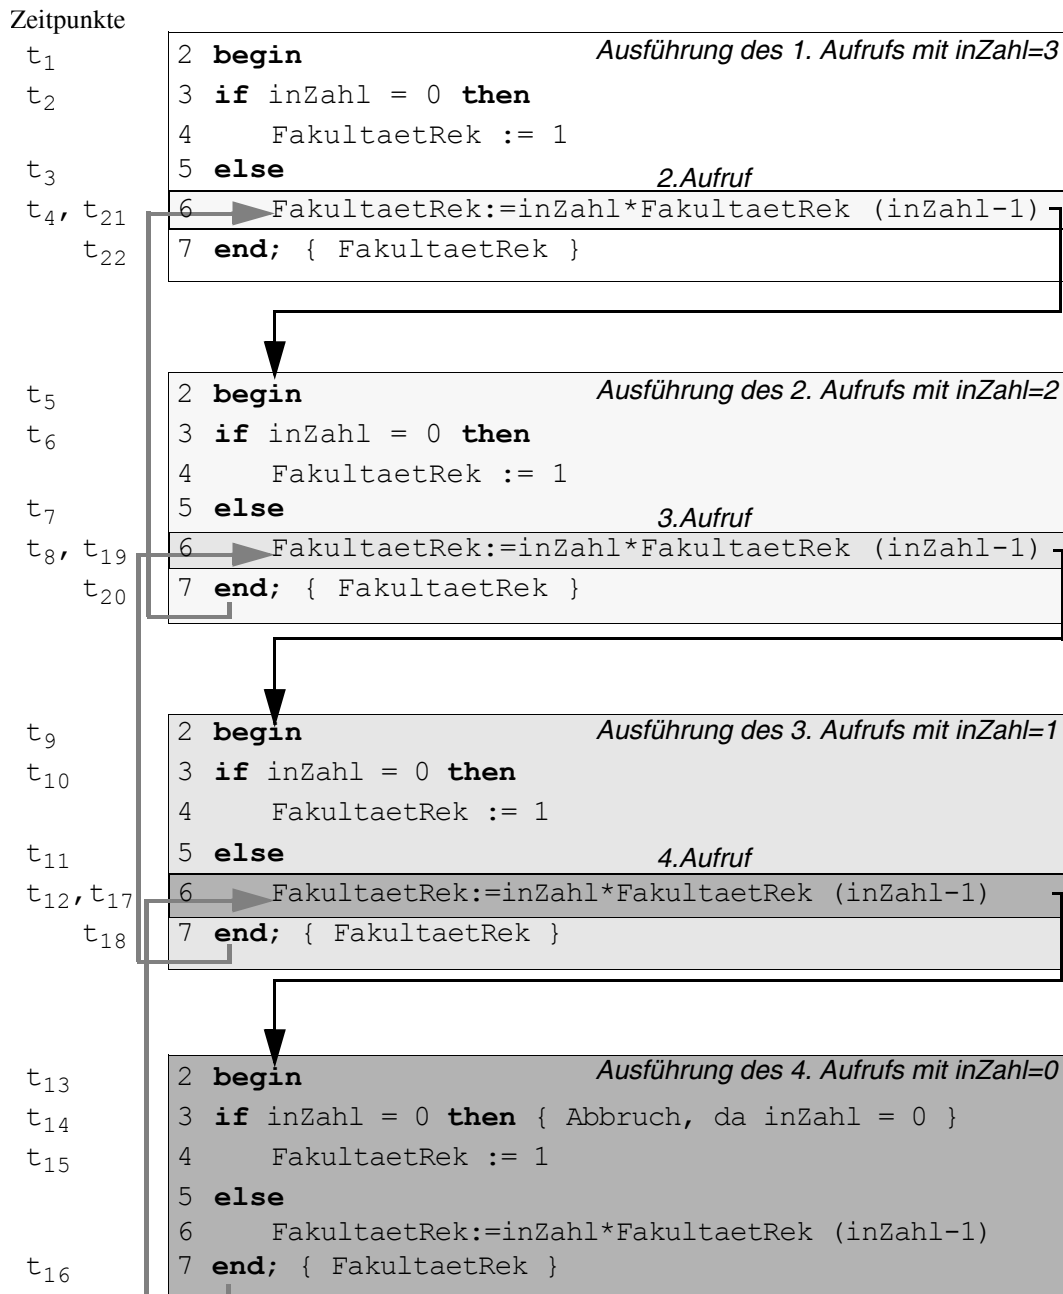 Zeitpunkte
t1 2 begin Ausführung des 1. Aufrufs mit inZahl=3
t2 3 if inZahl = 0 then
4 FakultaetRek := 1
t3 5 else 2.Aufruf
t4, t21 6 FakultaetRek:=inZahl*FakultaetRek (inZahl-1)
t22 7 end; { FakultaetRek }
t5 2 begin Ausführung des 2. Aufrufs mit inZahl=2
t6 3 if inZahl = 0 then
4 FakultaetRek := 1
t7 5 else 3.Aufruf
t8, t19 6 FakultaetRek:=inZahl*FakultaetRek (inZahl-1)
t20 7 end; { FakultaetRek }
t9 2 begin Ausführung des 3. Aufrufs mit inZahl=1
t10 3 if inZahl = 0 then
4 FakultaetRek := 1
t11 5 else 4.Aufruf
t12,t17 6 FakultaetRek:=inZahl*FakultaetRek (inZahl-1)
t18 7 end; { FakultaetRek }
t13 2 begin Ausführung des 4. Aufrufs mit inZahl=0
t14 3 if inZahl = 0 then { Abbruch, da inZahl = 0 }
t15 4 FakultaetRek := 1
5 else
6 FakultaetRek:=inZahl*FakultaetRek (inZahl-1)
t16 7 end; { FakultaetRek }